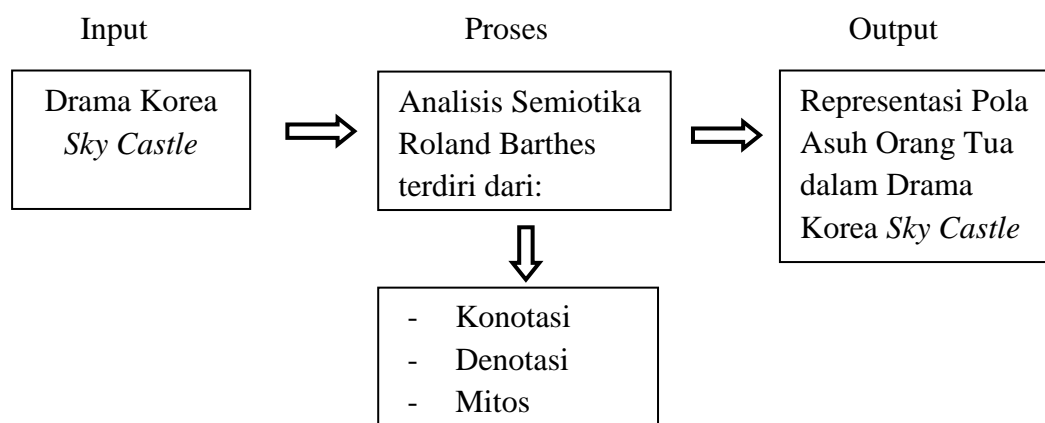 Input
Proses
Output
Drama Korea
Sky Castle
Analisis Semiotika
Roland Barthes
terdiri dari:
Representasi Pola
Asuh Orang Tua
dalam Drama
Korea Sky Castle
- Konotasi
- Denotasi
- Mitos